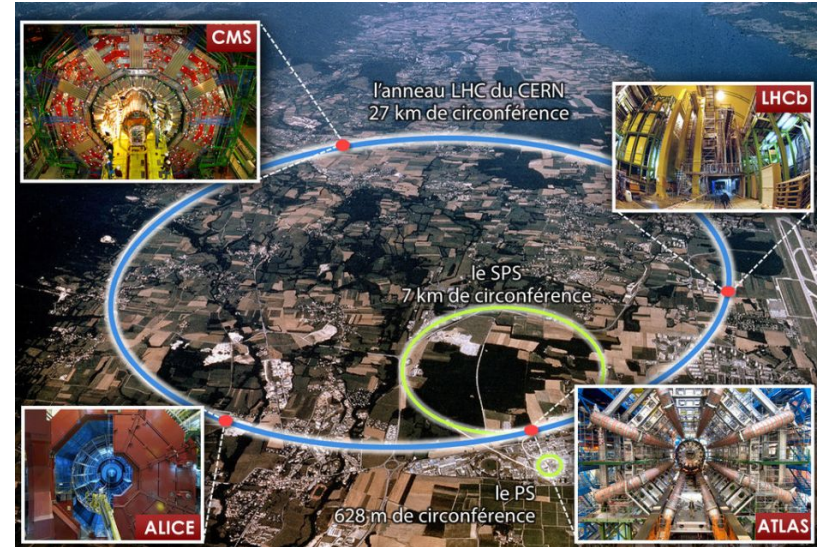 CMS
l'anneau LHC du CERN
27 km de circonférence
LHCb
le SPS
7 km de circonférence
le PS
628 m de circonférence
ALICE
ATLAS